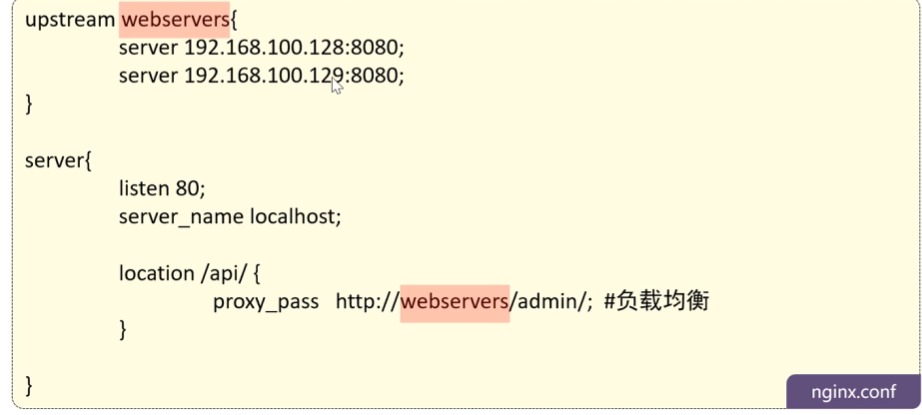 upstream webservers{
server 192.168.100.128:8080;
server 192.168.100.129:8080;
}
server{
listen 80;
server_name localhost;
location /api/ {
proxy_pass http://webservers/admin/; #负载均衡
}
}
nginx.conf